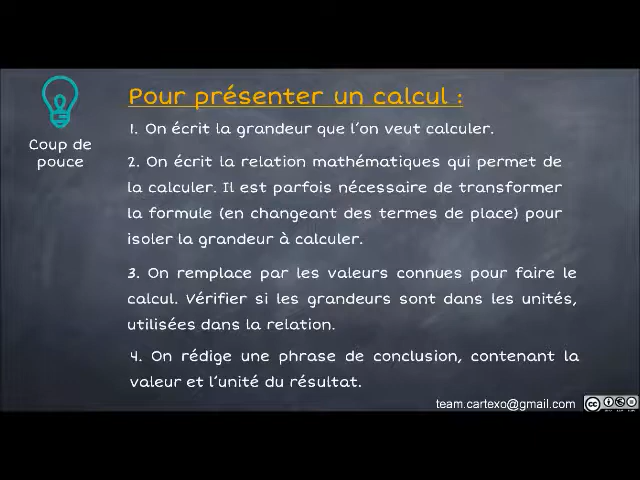 Pour présenter un calcul :
Coup de
pouce
1. On écrit la grandeur que l'on veut calculer.
2. On écrit la relation mathématiques qui permet de
la calculer. Il est parfois nécessaire de transformer
la formule (en changeant des termes de place) pour
isoler la grandeur à calculer.
3. On remplace par les valeurs connues pour faire le
calcul. Vérifier si les grandeurs sont dans les unités,
utilisées dans la relation.
4. On rédige une phrase de conclusion, contenant la
valeur et l'unité du résultat.
team.cartexo@gmail.com